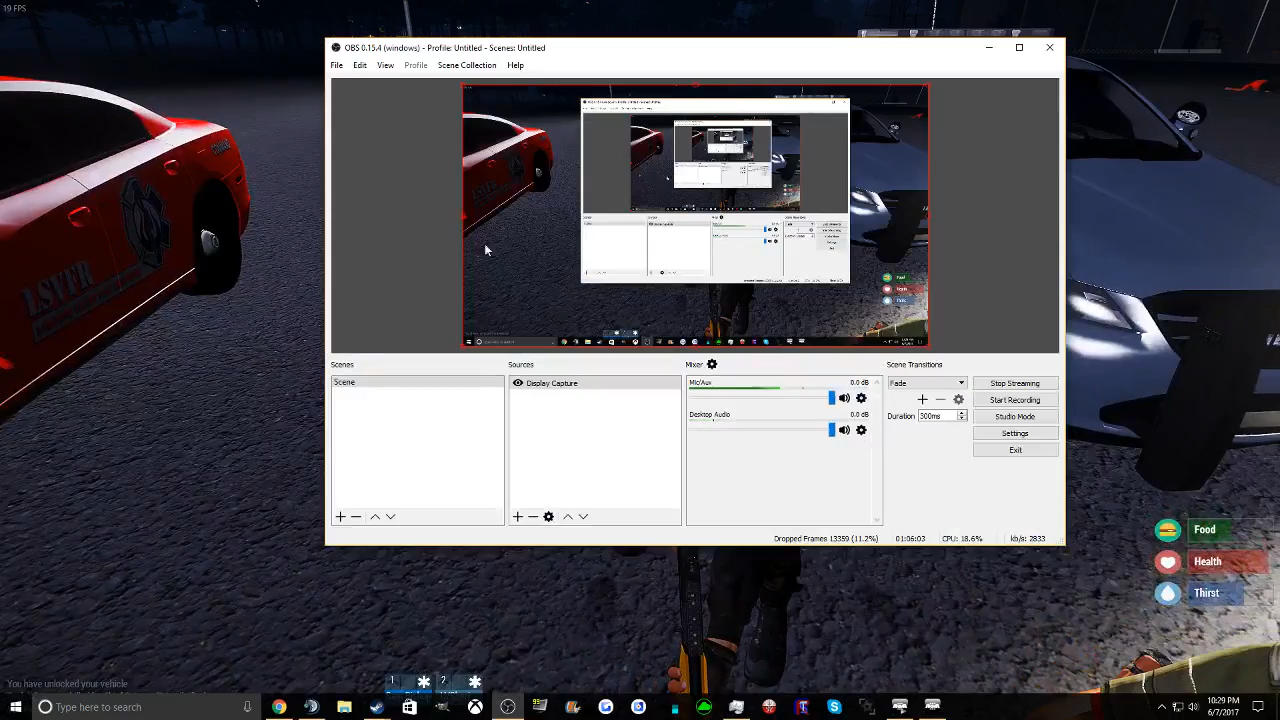 19 FPS
OBS 0.15.4 (windows) - Profile: Untitled - Scenes: Untitled
File Edit View Profile Scene Collection Help
Scenes Sources Mixer Scene Transitions
Scene
Display Capture
Mic/Aux 0.0 dB
Desktop Audio 0.0 dB
Fade
Duration 300ms
Stop Streaming
Start Recording
Studio Mode
Settings
Exit
Dropped Frames 13359 (11.2%) 01:06:03 CPU: 18.6% kb/s: 2833
LSFR
Food
Health
Thirst
You have unlocked your vehicle
1 2
Type here to search
10:29 PM
6/7/2017